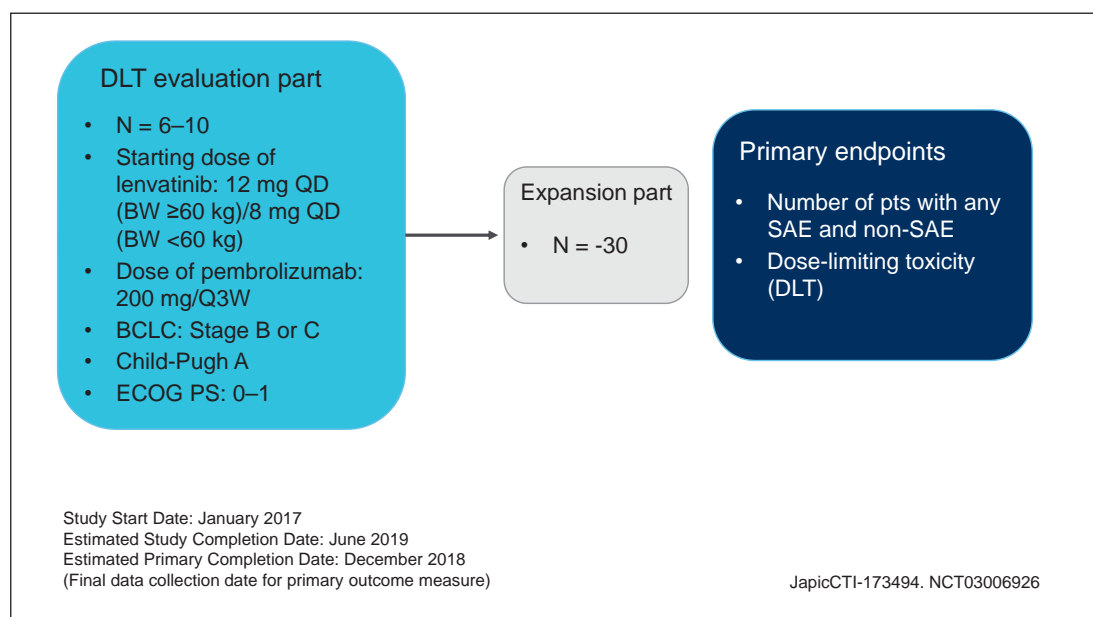 DLT evaluation part
• N = 6–10
• Starting dose of
lenvatinib: 12 mg QD
(BW ≥60 kg)/8 mg QD
(BW <60 kg)
• Dose of pembrolizumab:
200 mg/Q3W
• BCLC: Stage B or C
• Child-Pugh A
• ECOG PS: 0–1
Expansion part
• N = -30
Primary endpoints
• Number of pts with any
SAE and non-SAE
• Dose-limiting toxicity
(DLT)
Study Start Date: January 2017
Estimated Study Completion Date: June 2019
Estimated Primary Completion Date: December 2018
(Final data collection date for primary outcome measure)
JapicCTI-173494. NCT03006926